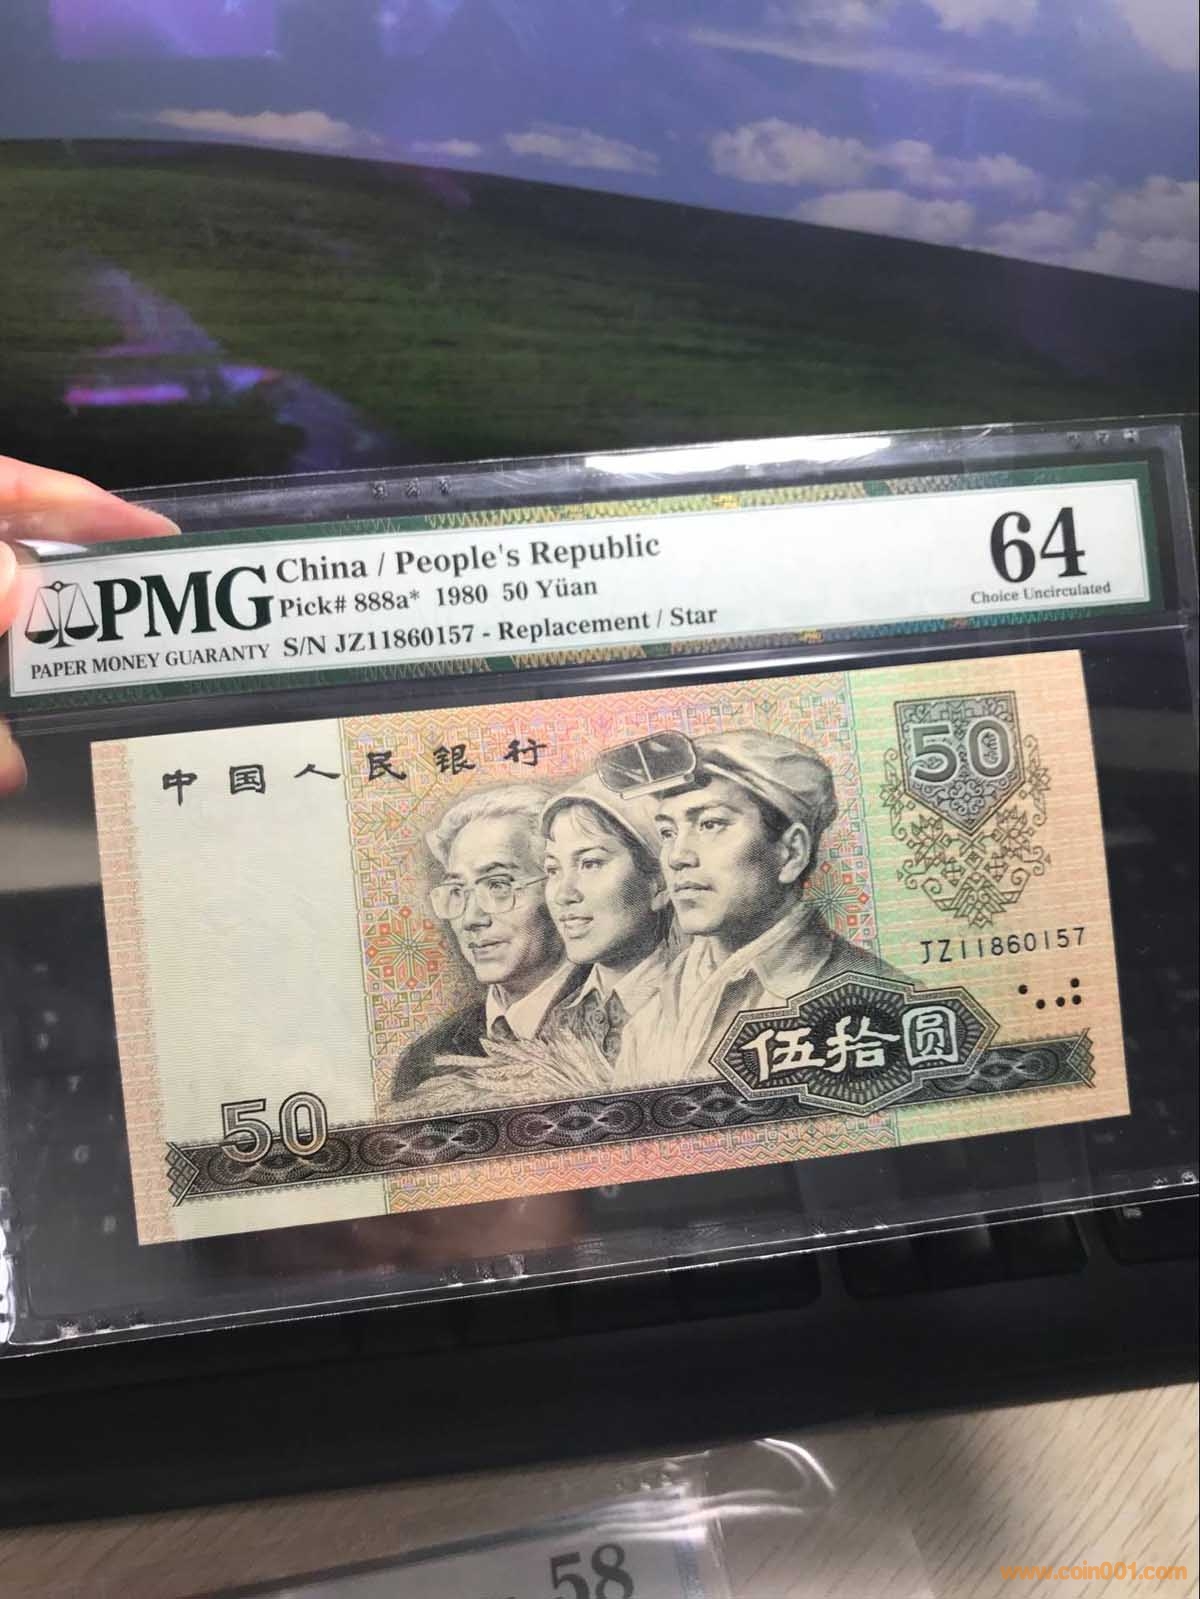 PMG
PAPER MONEY GUARANTY
China / People's Republic
Pick# 888a* 1980 50 Yüan
S/N JZ11860157 - Replacement / Star
64
Choice Uncirculated
中国人民银行
50
JZ11860157
伍拾圆
50
58
www.coin001.com